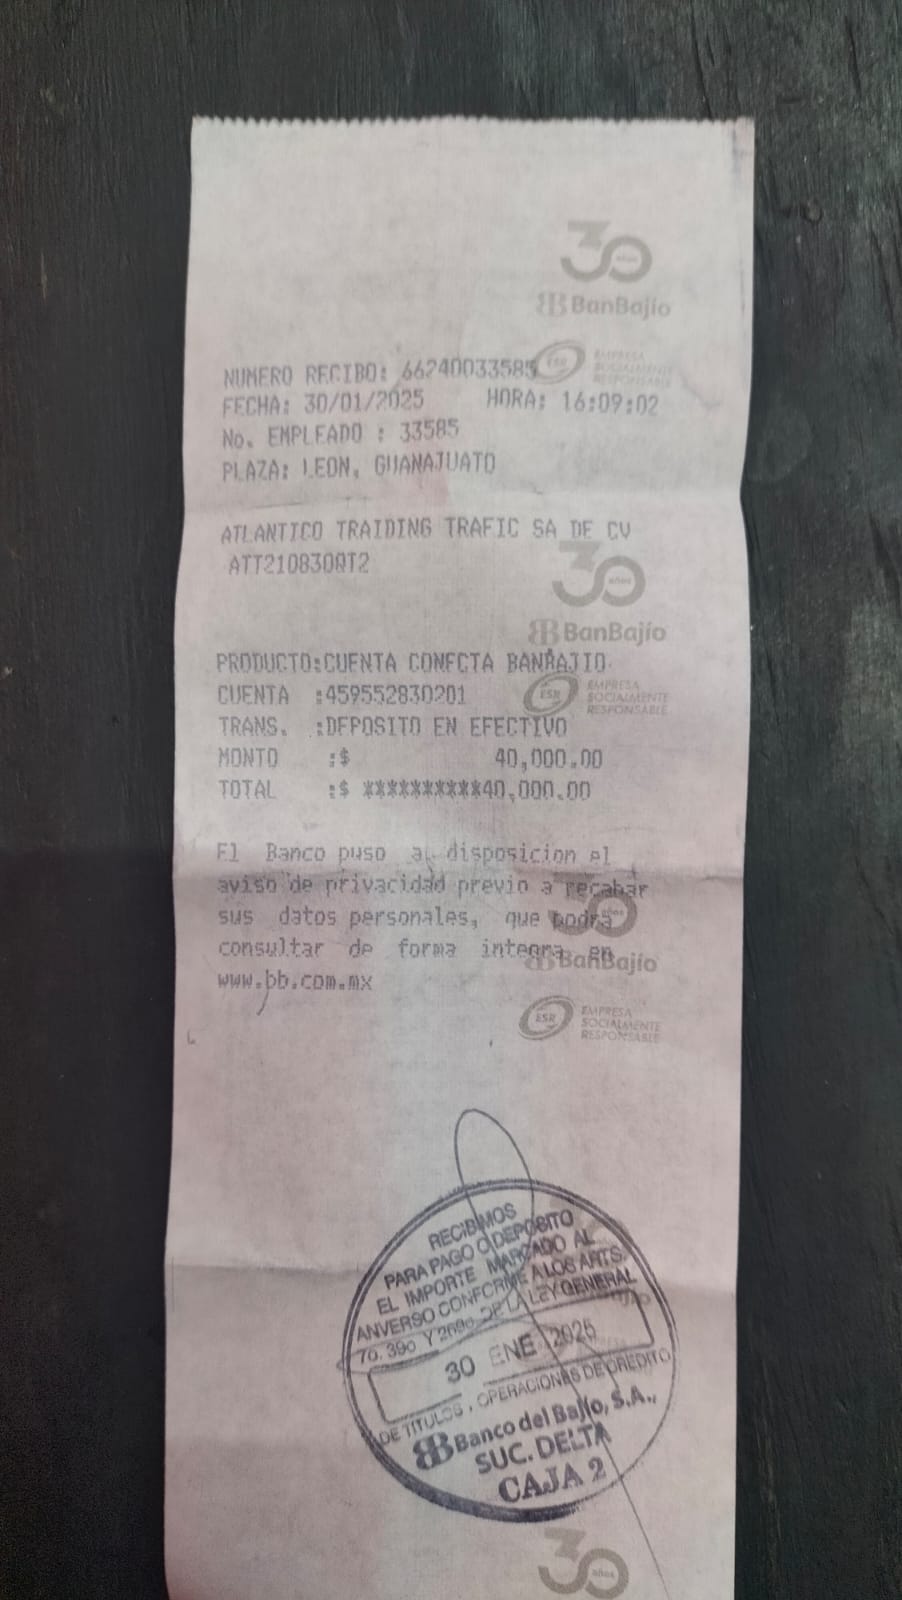 30 años
BanBajío
ESR EMPRESA
SOCIALMENTE
RESPONSABLE
NUMERO RECIBO: 66240033585
FECHA: 30/01/2025 HORA: 16:09:02
No. EMPLEADO : 33585
PLAZA: LEON, GUANAJUATO
ATLANTICO TRAIDING TRAFIC SA DE CV
ATT210830QT2
30 años
BanBajío
PRODUCTO:CUENTA CONECTA BANBAJIO
CUENTA :459552830201
ESR EMPRESA
SOCIALMENTE
RESPONSABLE
TRANS. :DEPOSITO EN EFECTIVO
MONTO :$ 40,000.00
TOTAL :$ **********40,000.00
El Banco puso a disposicion el
aviso de privacidad previo a recabar
sus datos personales, que podra
consultar de forma integra en
www.bb.com.mx
30 años
BanBajío
ESR EMPRESA
SOCIALMENTE
RESPONSABLE
RECIBIMOS
PARA PAGO O DEPOSITO
EL IMPORTE MARCADO AL
ANVERSO CONFORME A LOS ARTS.
7o. 39o Y DE LA LEY GENERAL
30 ENE 2025
DE TITULOS , OPERACIONES DE CREDITO
Banco del Bajío, S.A.,
SUC. DELTA
CAJA 2
30 años